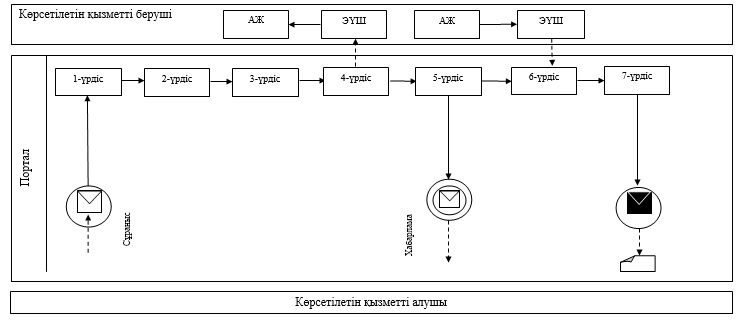 Көрсетілетін қызметті беруші
АЖ
ЭҮШ
АЖ
ЭҮШ
1-үрдіс
2-үрдіс
3-үрдіс
4-үрдіс
5-үрдіс
6-үрдіс
7-үрдіс
Портал
Сұраныс
Хабарлама
Көрсетілетін қызметті алушы